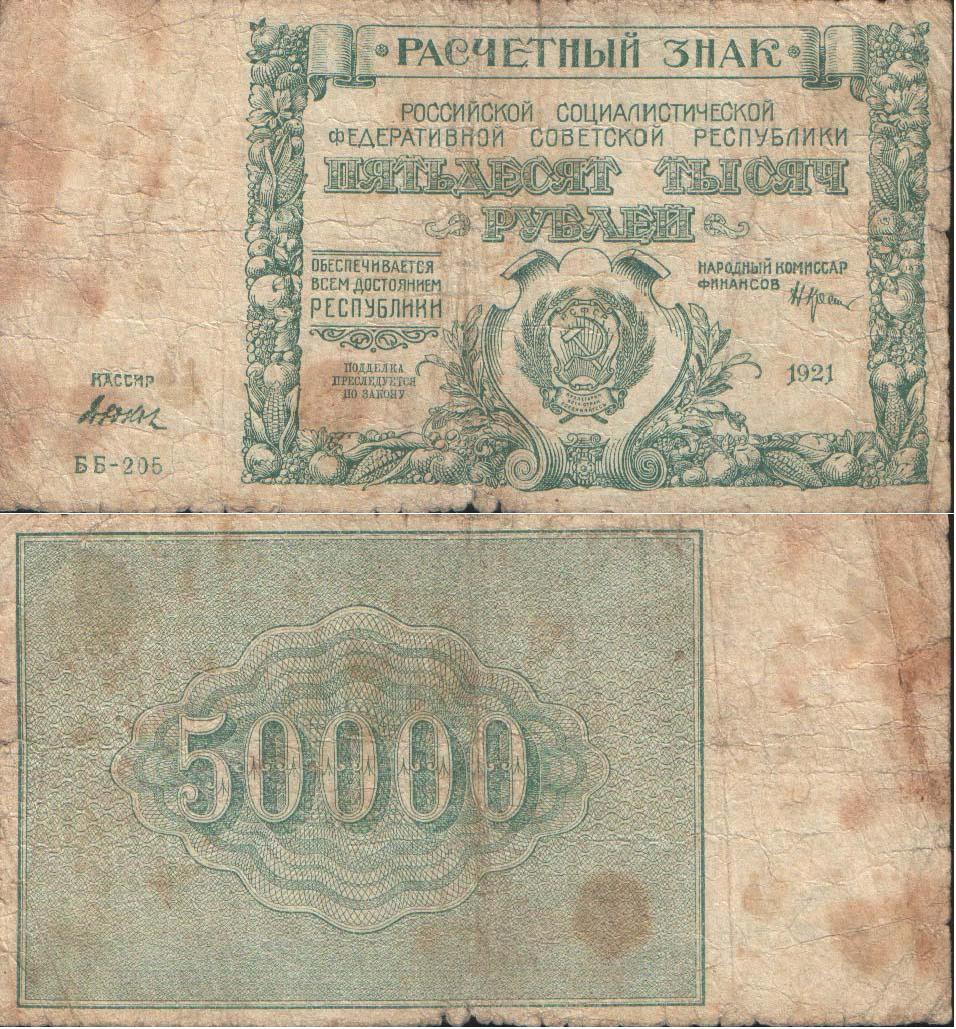 РАСЧЕТНЫЙ ЗНАК
РОССИЙСКОЙ СОЦИАЛИСТИЧЕСКОЙ
ФЕДЕРАТИВНОЙ СОВЕТСКОЙ РЕСПУБЛИКИ
ПЯТЬДЕСЯТ ТЫСЯЧ
РУБЛЕЙ
ОБЕСПЕЧИВАЕТСЯ
ВСЕМ ДОСТОЯНИЕМ
РЕСПУБЛИКИ
НАРОДНЫЙ КОМИССАР
ФИНАНСОВ
РСФСР
ПОДДЕЛКА
ПРЕСЛЕДУЕТСЯ
ПО ЗАКОНУ
1921
КАССИР
ББ-205
50000